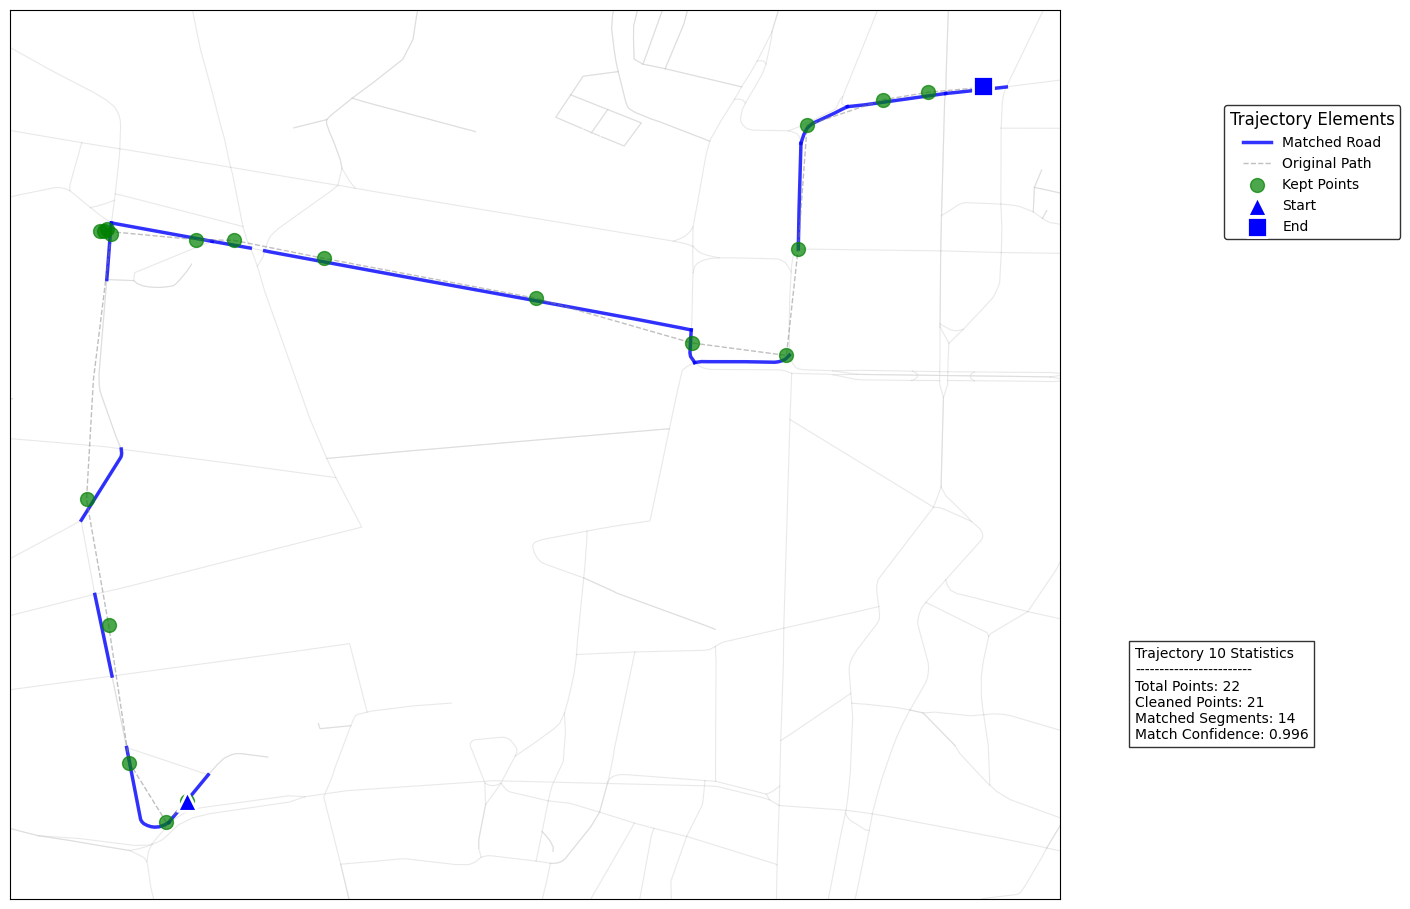 Trajectory Elements
Matched Road
Original Path
Kept Points
Start
End
Trajectory 10 Statistics
------------------------
Total Points: 22
Cleaned Points: 21
Matched Segments: 14
Match Confidence: 0.996